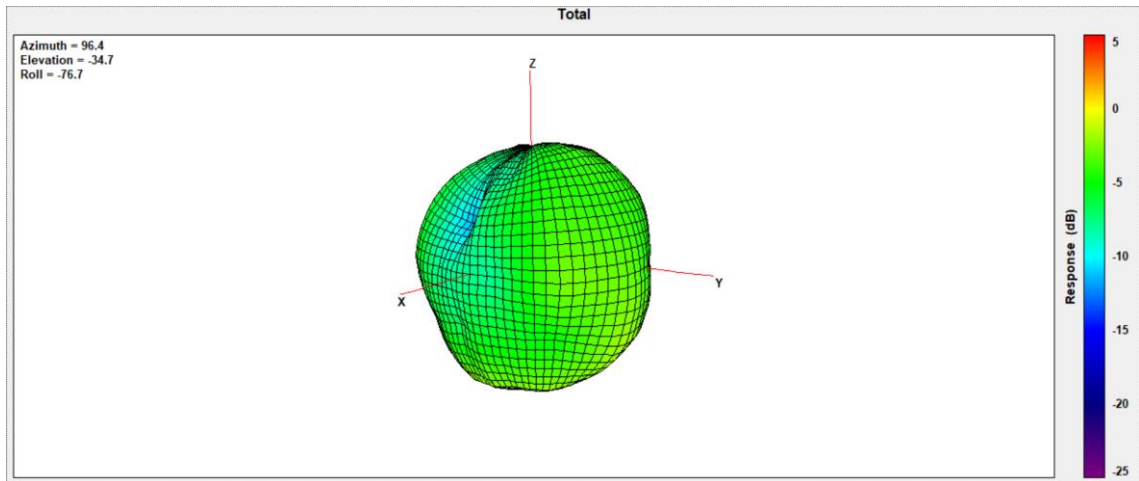 Total
Azimuth = 96.4
Elevation = -34.7
Roll = -76.7
Z
Y
X
5
0
-5
-10
-15
-20
-25
Response (dB)